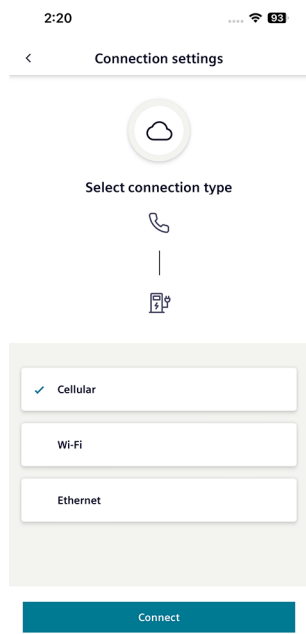 2:20
93
Connection settings
Select connection type
Cellular
Wi-Fi
Ethernet
Connect